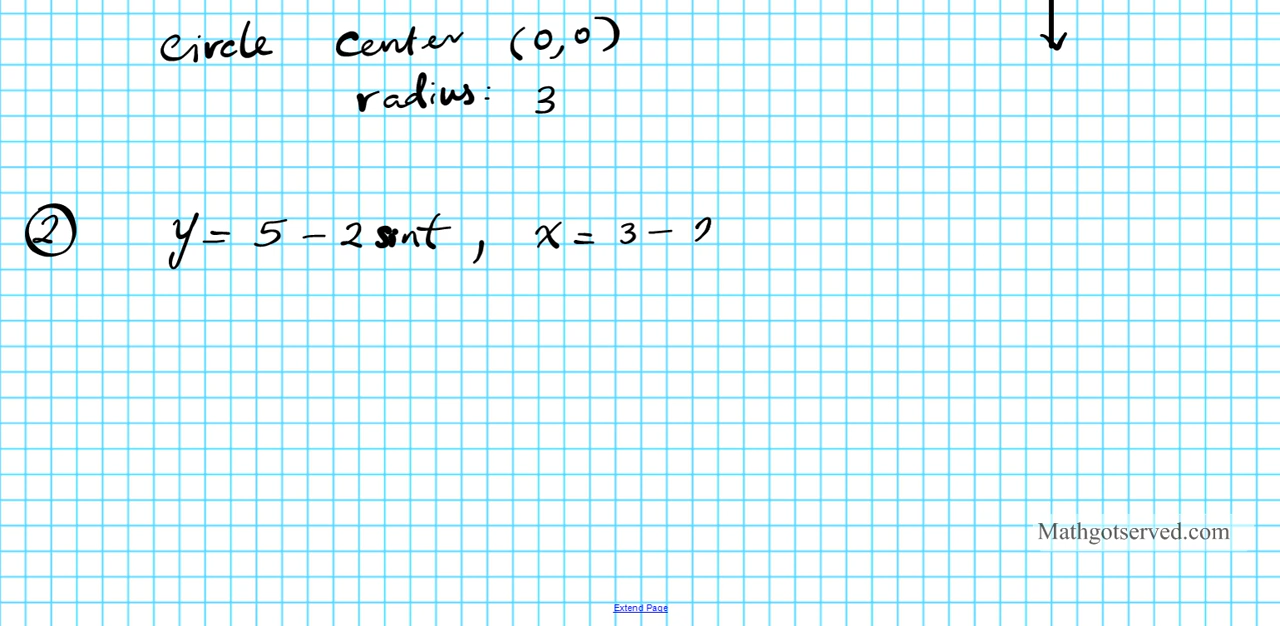 Circle Center (0,0)
radius: 3
2 y = 5 - 2 sint, x = 3 -
Mathgotserved.com
Extend Page